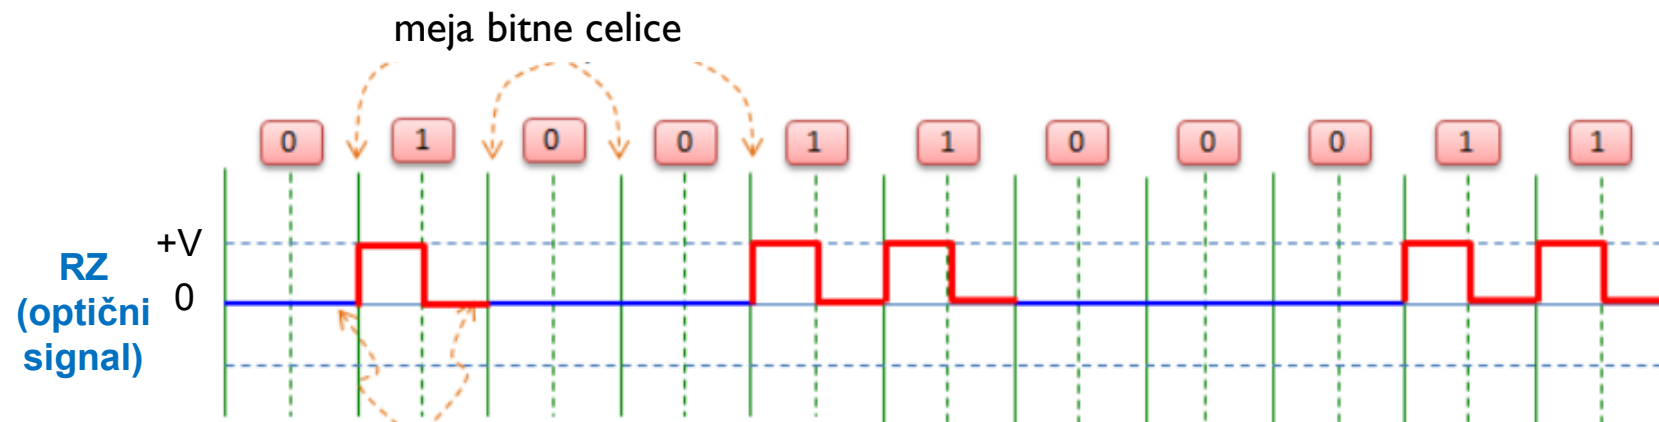 meja bitne celice
0 1 0 0 1 1 0 0 0 1 1
+V
RZ
0
(optični
signal)